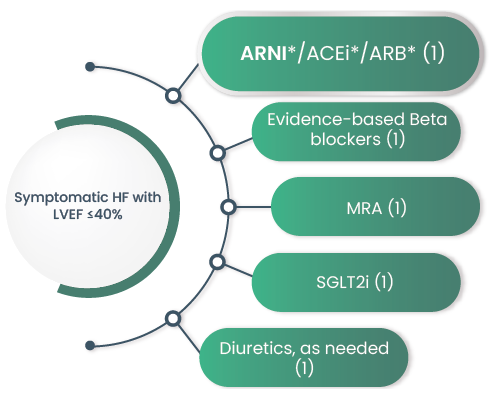 ARNI*/ACEi*/ARB* (1)
Evidence-based Beta
blockers (1)
Symptomatic HF with
LVEF ≤40%
MRA (1)
SGLT2i (1)
Diuretics, as needed
(1)